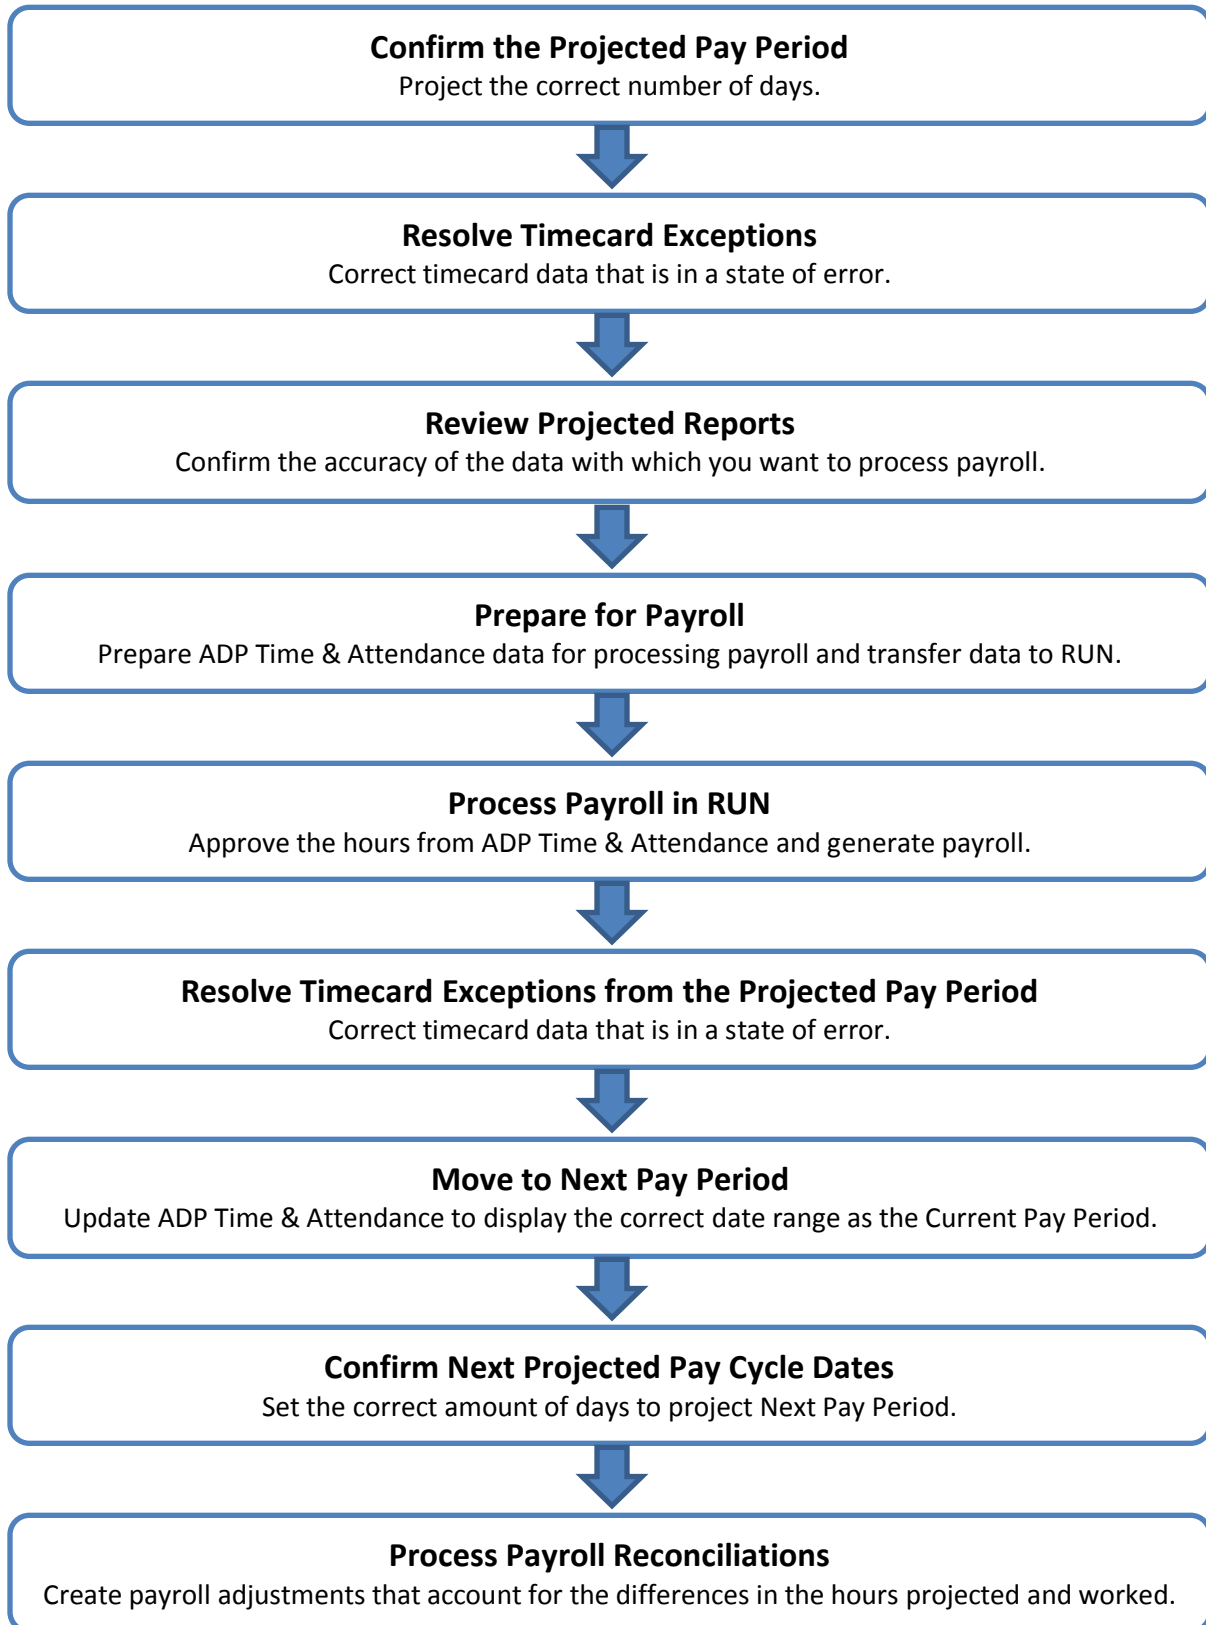 Confirm the Projected Pay Period
Project the correct number of days.
Resolve Timecard Exceptions
Correct timecard data that is in a state of error.
Review Projected Reports
Confirm the accuracy of the data with which you want to process payroll.
Prepare for Payroll
Prepare ADP Time & Attendance data for processing payroll and transfer data to RUN.
Process Payroll in RUN
Approve the hours from ADP Time & Attendance and generate payroll.
Resolve Timecard Exceptions from the Projected Pay Period
Correct timecard data that is in a state of error.
Move to Next Pay Period
Update ADP Time & Attendance to display the correct date range as the Current Pay Period.
Confirm Next Projected Pay Cycle Dates
Set the correct amount of days to project Next Pay Period.
Process Payroll Reconciliations
Create payroll adjustments that account for the differences in the hours projected and worked.